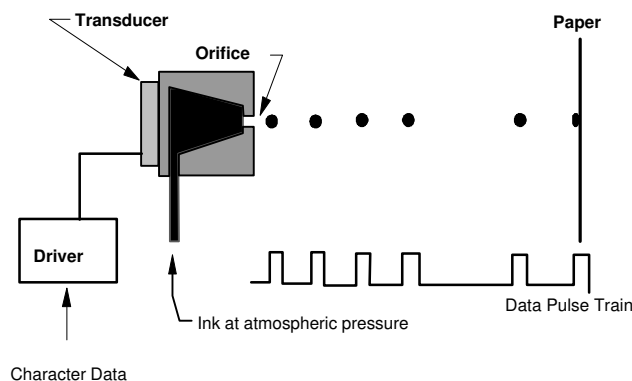 Transducer
Paper
Orifice
Driver
Data Pulse Train
Ink at atmospheric pressure
Character Data